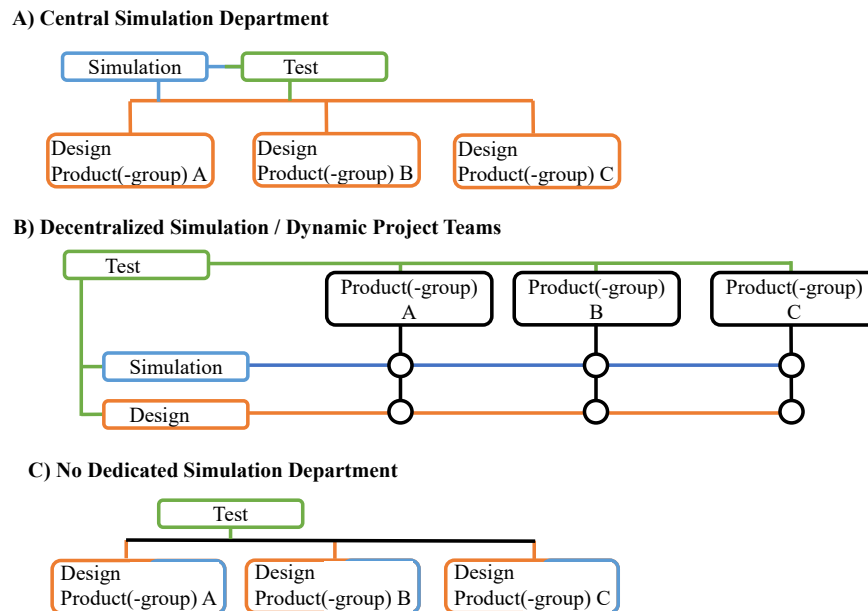 A) Central Simulation Department
Simulation
Test
Design
Product(-group) A
Design
Product(-group) B
Design
Product(-group) C
B) Decentralized Simulation / Dynamic Project Teams
Test
Product(-group)
A
Product(-group)
B
Product(-group)
C
Simulation
Design
C) No Dedicated Simulation Department
Test
Design
Product(-group) A
Design
Product(-group) B
Design
Product(-group) C